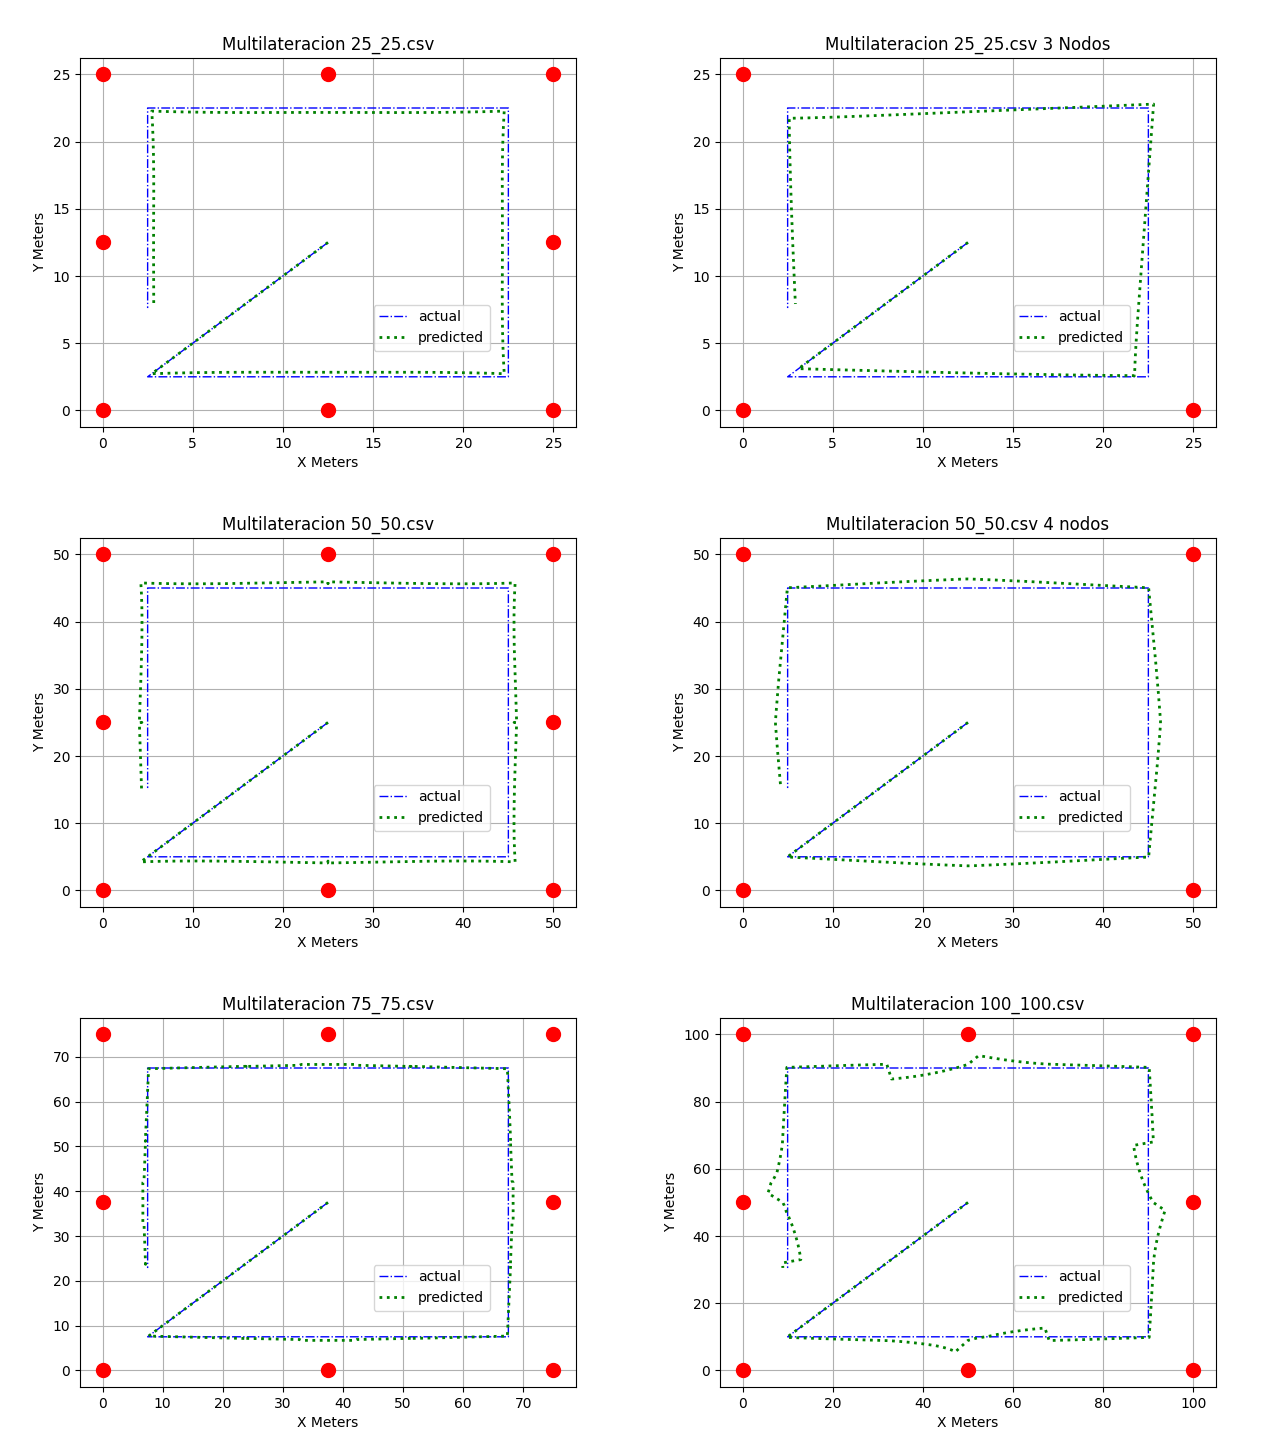 Multilateracion 25_25.csv
25
20
15
10
5
0
Y Meters
actual
predicted
0 5 10 15 20 25
X Meters
Multilateracion 25_25.csv 3 Nodos
25
20
15
10
5
0
Y Meters
actual
predicted
0 5 10 15 20 25
X Meters
Multilateracion 50_50.csv
50
40
30
20
10
0
Y Meters
actual
predicted
0 10 20 30 40 50
X Meters
Multilateracion 50_50.csv 4 nodos
50
40
30
20
10
0
Y Meters
actual
predicted
0 10 20 30 40 50
X Meters
Multilateracion 75_75.csv
70
60
50
40
30
20
10
0
Y Meters
actual
predicted
0 10 20 30 40 50 60 70
X Meters
Multilateracion 100_100.csv
100
80
60
40
20
0
Y Meters
actual
predicted
0 20 40 60 80 100
X Meters